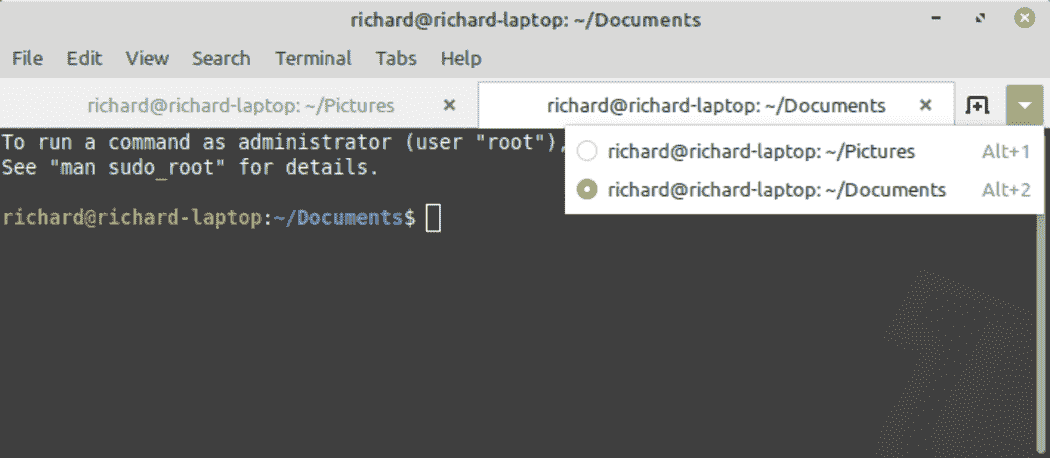 richard@richard-laptop: ~/Documents
File Edit View Search Terminal Tabs Help
richard@richard-laptop: ~/Pictures richard@richard-laptop: ~/Documents
To run a command as administrator (user "root"),
See "man sudo_root" for details.
richard@richard-laptop: ~/Pictures Alt+1
richard@richard-laptop: ~/Documents Alt+2
richard@richard-laptop:~/Documents$